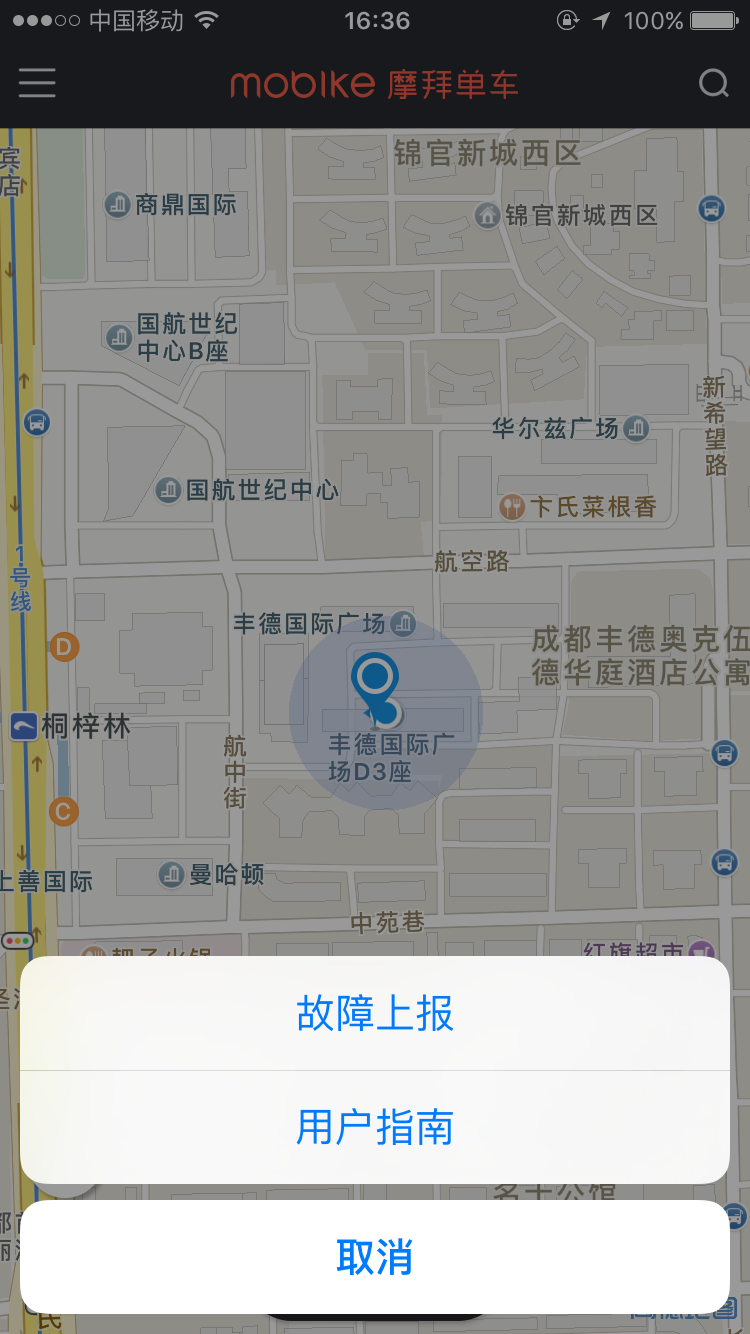 中国移动
16:36
100%
mobike 摩拜单车
锦官新城西区
宾
店
商鼎国际
锦官新城西区
国航世纪
中心B座
新希望路
华尔兹广场
国航世纪中心
卞氏菜根香
航空路
1号线
丰德国际广场
D
成都丰德奥克伍
德华庭酒店公寓
桐梓林
丰德国际广
场D3座
航中街
C
上善国际
曼哈顿
中苑巷
红旗超市
故障上报
用户指南
名士公馆
取消
民